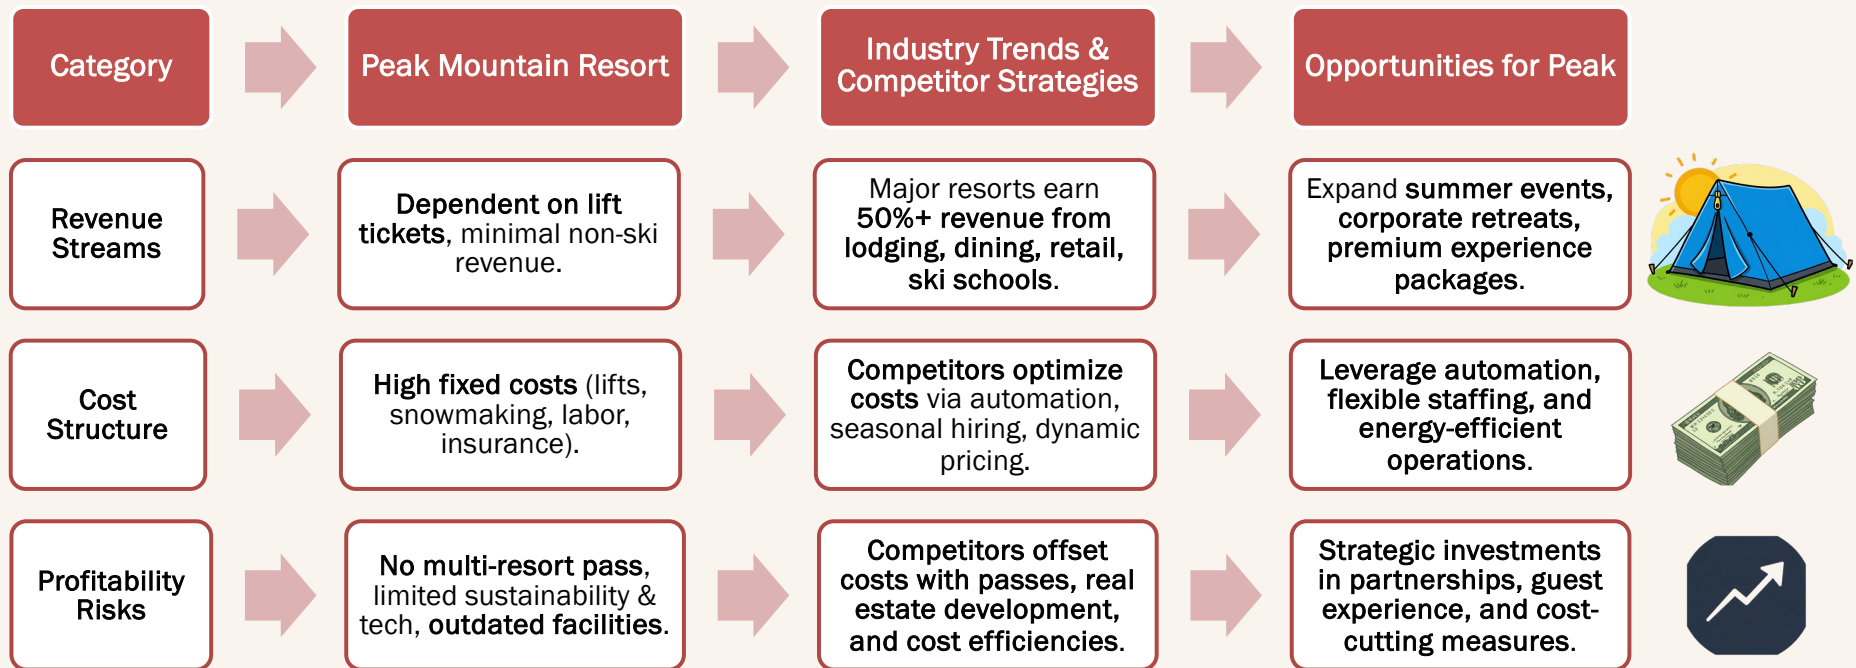 Category
Peak Mountain Resort
Industry Trends &
Competitor Strategies
Opportunities for Peak
Revenue
Streams
Dependent on lift
tickets, minimal non-ski
revenue.
Major resorts earn
50%+ revenue from
lodging, dining, retail,
ski schools.
Expand summer events,
corporate retreats,
premium experience
packages.
Cost
Structure
High fixed costs (lifts,
snowmaking, labor,
insurance).
Competitors optimize
costs via automation,
seasonal hiring, dynamic
pricing.
Leverage automation,
flexible staffing, and
energy-efficient
operations.
Profitability
Risks
No multi-resort pass,
limited sustainability &
tech, outdated facilities.
Competitors offset
costs with passes, real
estate development,
and cost efficiencies.
Strategic investments
in partnerships, guest
experience, and cost-
cutting measures.